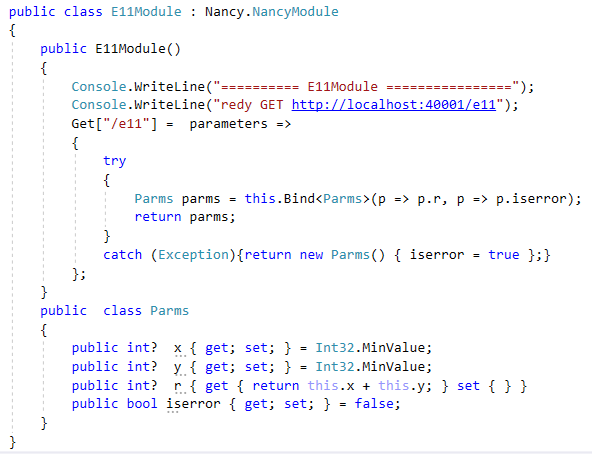 public class E11Module : Nancy.NancyModule
{
    public E11Module()
    {
        Console.WriteLine("========== E11Module ================");
        Console.WriteLine("redy GET http://localhost:40001/e11");
        Get["/e11"] =  parameters =>
        {
            try
            {
                Parms parms = this.Bind<Parms>(p => p.r, p => p.iserror);
                return parms;
            }
            catch (Exception){return new Parms() { iserror = true };}
        };
    }
    public  class Parms
    {
        public int?  x { get; set; } = Int32.MinValue;
        public int?  y { get; set; } = Int32.MinValue;
        public int?  r { get { return this.x + this.y; } set { } }
        public bool iserror { get; set; } = false;
    }
}